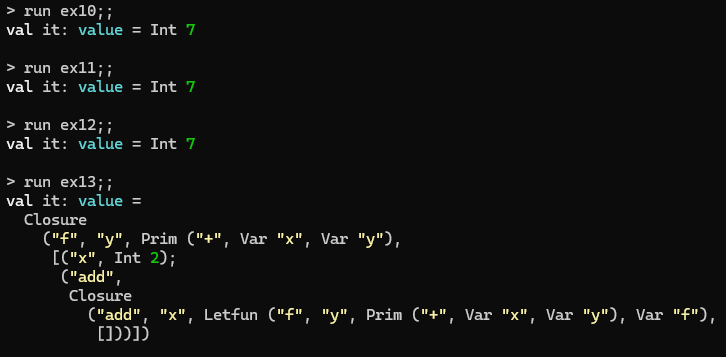 > run ex10;;
val it: value = Int 7
> run ex11;;
val it: value = Int 7
> run ex12;;
val it: value = Int 7
> run ex13;;
val it: value =
  Closure
    ("f", "y", Prim ("+", Var "x", Var "y"),
     [("x", Int 2);
      ("add",
       Closure
         ("add", "x", Letfun ("f", "y", Prim ("+", Var "x", Var "y"), Var "f"),
          []))])